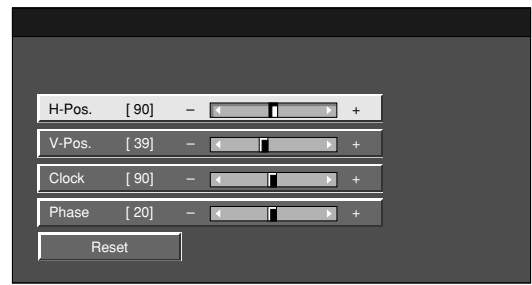 H-Pos. [ 90] – +
V-Pos. [ 39] – +
Clock [ 90] – +
Phase [ 20] – +
Reset